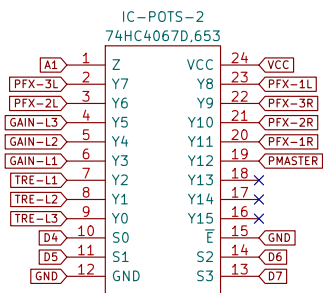 IC-POTS-2
74HC4067D,653
A1 1 Z VCC 24 VCC
PFX-3L 2 Y7 Y8 23 PFX-1L
PFX-2L 3 Y6 Y9 22 PFX-3R
GAIN-L3 4 Y5 Y10 21 PFX-2R
GAIN-L2 5 Y4 Y11 20 PFX-1R
GAIN-L1 6 Y3 Y12 19 PMASTER
TRE-L1 7 Y2 Y13 18
TRE-L2 8 Y1 Y14 17
TRE-L3 9 Y0 Y15 16
D4 10 S0 E 15 GND
D5 11 S1 S2 14 D6
GND 12 GND S3 13 D7